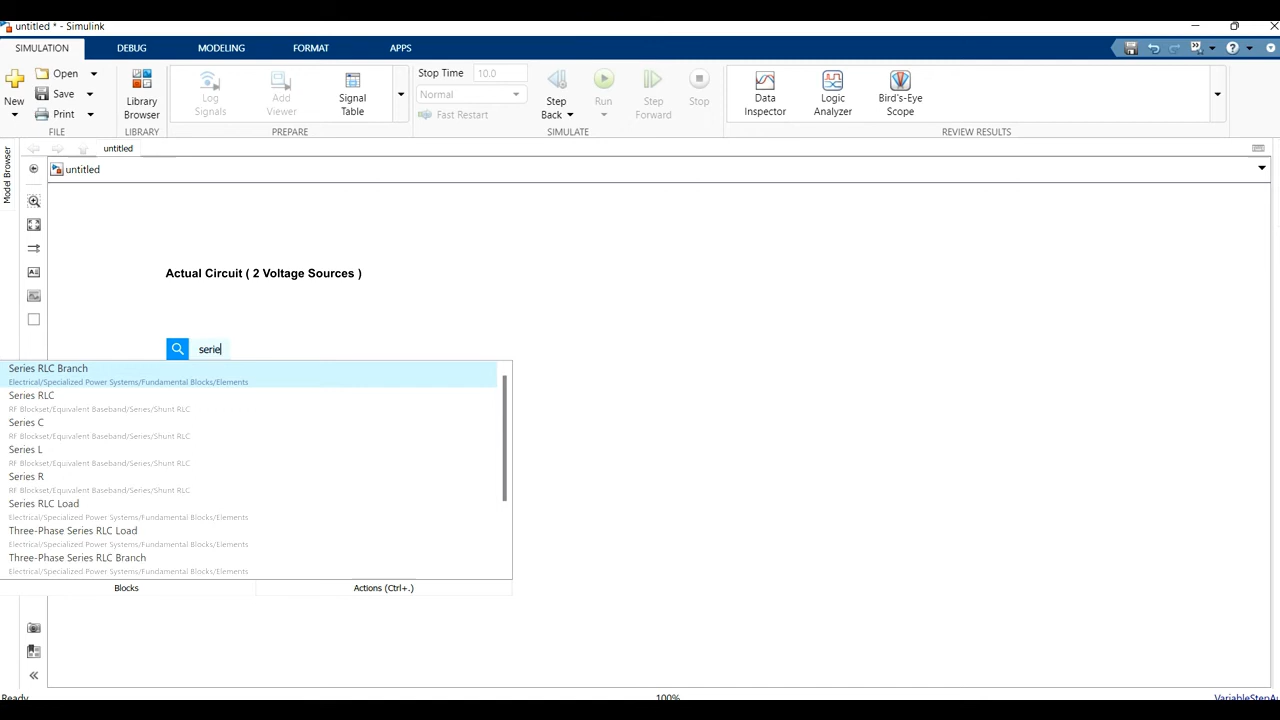 untitled * - Simulink
SIMULATION DEBUG MODELING FORMAT APPS
New
Open
Save
Print
FILE
Library
Browser
LIBRARY
Log
Signals
Add
Viewer
Signal
Table
PREPARE
Stop Time 10.0
Normal
Fast Restart
Step
Back
Run
Step
Forward
Stop
SIMULATE
Data
Inspector
Logic
Analyzer
Bird's-Eye
Scope
REVIEW RESULTS
untitled
Model Browser
untitled
Actual Circuit ( 2 Voltage Sources )
serie
Series RLC Branch
Electrical/Specialized Power Systems/Fundamental Blocks/Elements
Series RLC
RF Blockset/Equivalent Baseband/Series/Shunt RLC
Series C
RF Blockset/Equivalent Baseband/Series/Shunt RLC
Series L
RF Blockset/Equivalent Baseband/Series/Shunt RLC
Series R
RF Blockset/Equivalent Baseband/Series/Shunt RLC
Series RLC Load
Electrical/Specialized Power Systems/Fundamental Blocks/Elements
Three-Phase Series RLC Load
Electrical/Specialized Power Systems/Fundamental Blocks/Elements
Three-Phase Series RLC Branch
Electrical/Specialized Power Systems/Fundamental Blocks/Elements
Blocks Actions (Ctrl+.)
Ready 100%